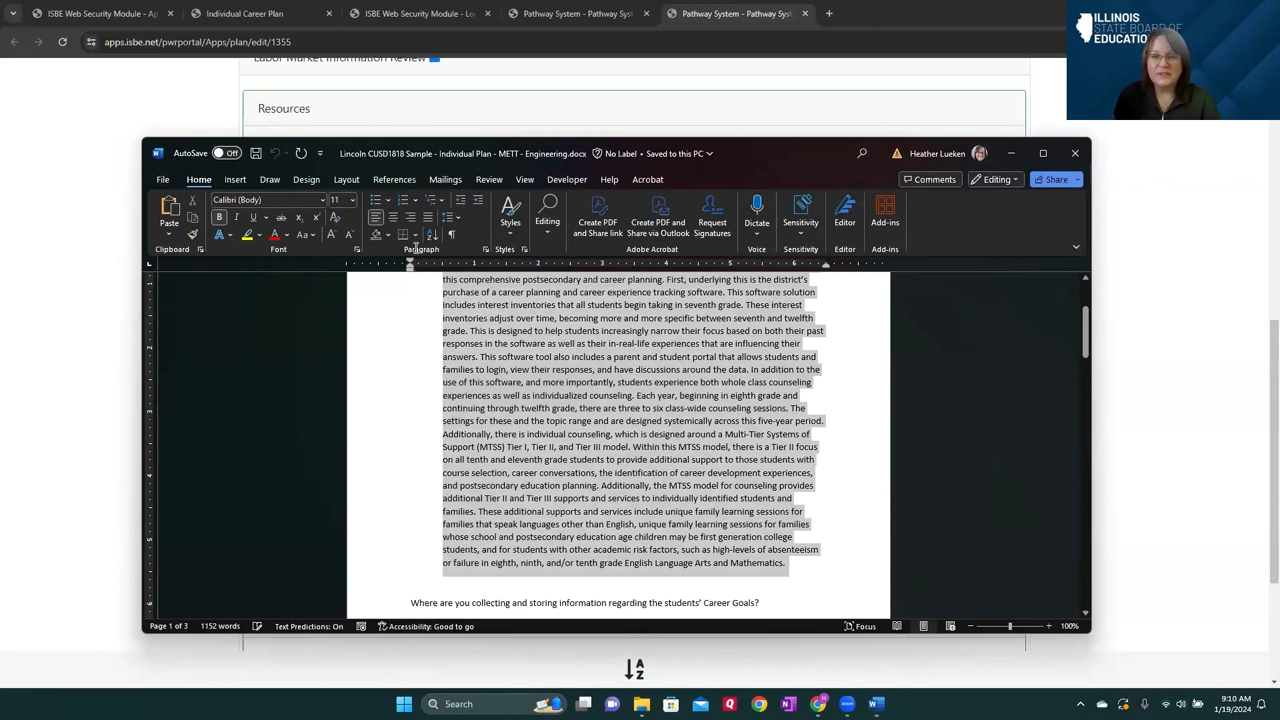 ISBE Web Security Module - Ap
Individual Career Plan
ISBE Web Security Module - Lo
Pathway System - Pathway Syst
Pathway System - Pathway Syst
apps.isbe.net/pwrportal/Apps/plan/edit/1355
ILLINOIS
STATE BOARD OF
EDUCATIO
Labor Market Information Review
Resources
AutoSave Off
Lincoln CUSD1818 Sample - Individual Plan - METT - Engineering.docx
No Label • Saved to this PC
Heather Lueken
File Home Insert Draw Design Layout References Mailings Review View Developer Help Acrobat
Comments Editing Share
Calibri (Body) 11
Paste
Styles
Editing
Create PDF and Share link
Create PDF and Share via Outlook
Request Signatures
Dictate
Sensitivity
Editor
Add-ins
Clipboard Font Paragraph Styles Adobe Acrobat Voice Sensitivity Editor Add-ins
1 2 3 4 5 6
this comprehensive postsecondary and career planning. First, underlying this is the district's
purchase of a career planning and career experience tracking software. This software solution
includes interest inventories that all students begin taking in seventh grade. These interest
inventories adjust over time, becoming more and more specific between seventh and twelfth
grade. This is designed to help students increasingly narrow their focus based on both their past
responses in the software as well as their in-real-life experiences that are influencing their
answers. This software tool also includes a parent and student portal that allows students and
families to login, view their responses, and have discussions around the data. In addition to the
use of this software, and more importantly, students experience both whole class counseling
experiences as well as individualized counseling. Each year, beginning in eighth grade and
continuing through twelfth grade, there are three to six class-wide counseling sessions. The
settings for these and the topic range and are designed systemically across this five-year period.
Additionally, there is individual counseling, which is designed around a Multi-Tier Systems of
Support (MTSS) Tier I, Tier II, and Tier III model. Within this MTSS model, there is a Tier II focus
on all tenth and eleventh grade students to provide additional support to those students with
course selection, career conversations, the identification of career development experiences,
and postsecondary education planning. Additionally, the MTSS model for counseling provides
additional Tier II and Tier III supports and services to individually identified students and
families. These additional supports and services include unique family learning sessions for
families that speak languages other than English, unique family learning sessions for families
whose school and postsecondary education age children may be first generation college
students, and for students with other academic risk factors, such as high-levels of absenteeism
or failure in eighth, ninth, and/or tenth grade English Language Arts and Mathematics.
Where are you collecting and storing information regarding the students' Career Goals?
Page 1 of 3 1152 words Text Predictions: On Accessibility: Good to go Focus 100%
A
Z
Search
9:10 AM
1/19/2024